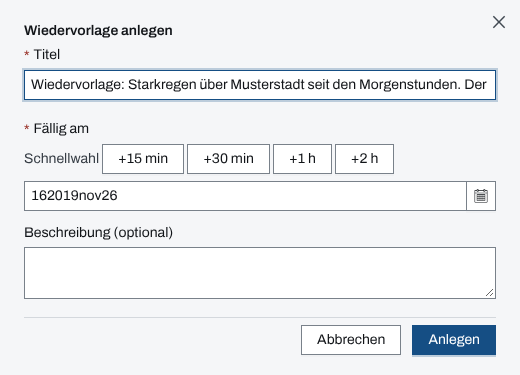 Wiedervorlage anlegen
* Titel
Wiedervorlage: Starkregen über Musterstadt seit den Morgenstunden. Der
* Fällig am
Schnellwahl +15 min +30 min +1 h +2 h
162019nov26
Beschreibung (optional)
Abbrechen Anlegen